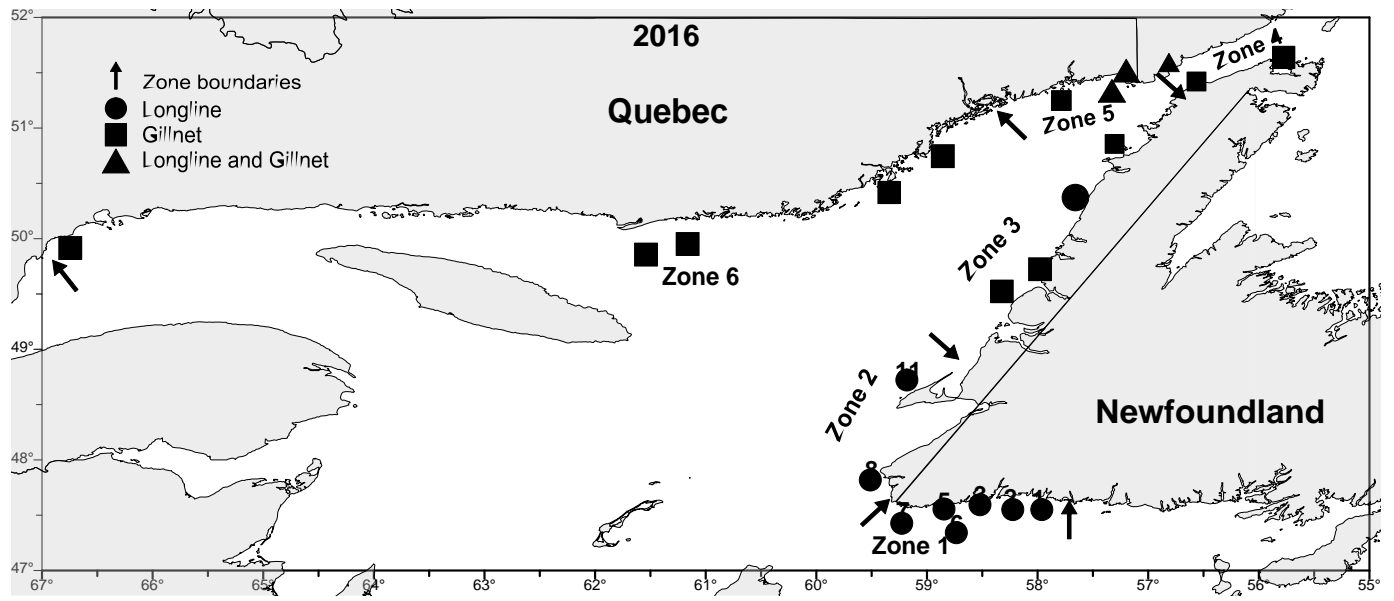 52°
2016
Zone 4
Zone boundaries
Longline
Gillnet
Longline and Gillnet
Quebec
51°
Zone 5
50°
Zone 3
Zone 6
49°
11
Zone 2
Newfoundland
48°
8
7
5
6
3
2
1
Zone 1
47°
67 66° 65° 64 63 62 61 60 59 58 57 56 55°